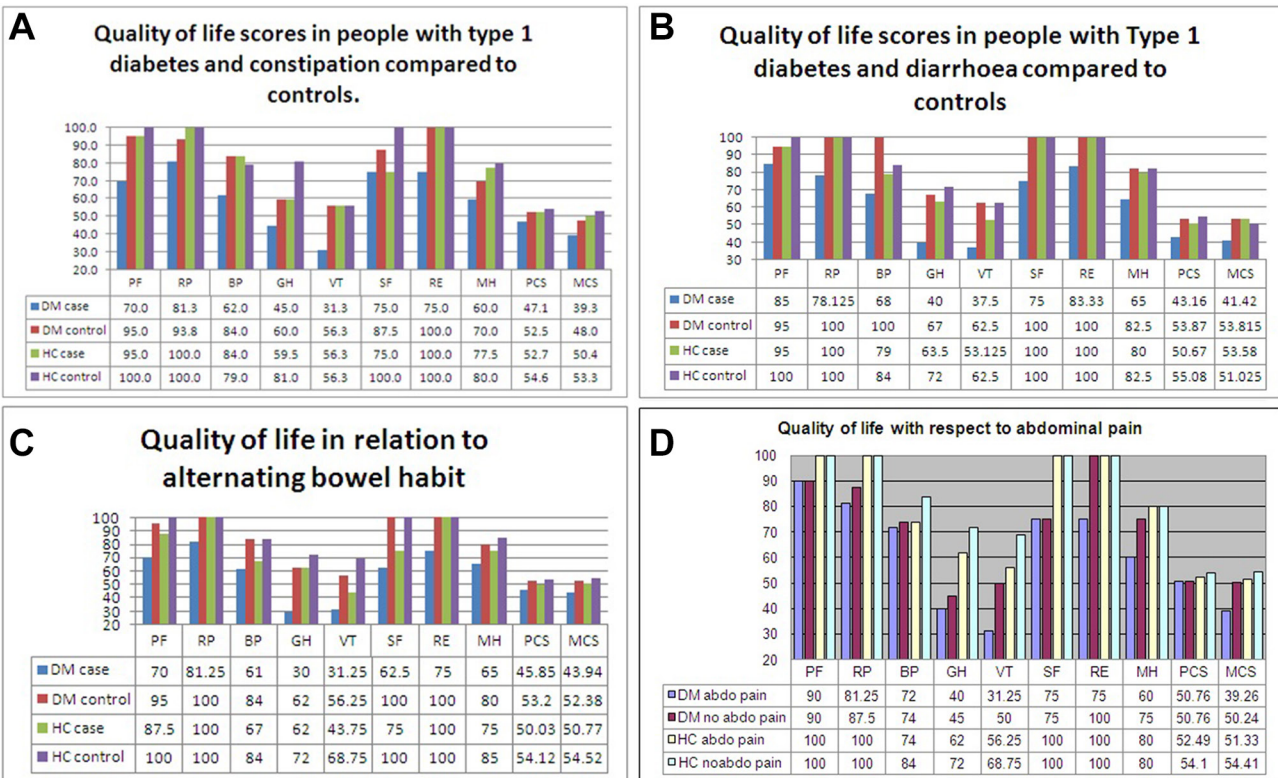 A
Quality of life scores in people with type 1
diabetes and constipation compared to
controls.
100.0
90.0
80.0
70.0
60.0
50.0
40.0
30.0
20.0
PF RP BP GH VT SF RE MH PCS MCS
DM case 70.0 81.3 62.0 45.0 31.3 75.0 75.0 60.0 47.1 39.3
DM control 95.0 93.8 84.0 60.0 56.3 87.5 100.0 70.0 52.5 48.0
HC case 95.0 100.0 84.0 59.5 56.3 75.0 100.0 77.5 52.7 50.4
HC control 100.0 100.0 79.0 81.0 56.3 100.0 100.0 80.0 54.6 53.3
B
Quality of life scores in people with Type 1
diabetes and diarrhoea compared to
controls
100
90
80
70
60
50
40
30
PF RP BP GH VT SF RE MH PCS MCS
DM case 85 78.125 68 40 37.5 75 83.33 65 43.16 41.42
DM control 95 100 100 67 62.5 100 100 82.5 53.87 53.815
HC case 95 100 79 63.5 53.125 100 100 80 50.67 53.58
HC control 100 100 84 72 62.5 100 100 82.5 55.08 51.025
C
Quality of life in relation to
alternating bowel habit
100
90
80
70
60
50
40
30
20
PF RP BP GH VT SF RE MH PCS MCS
DM case 70 81.25 61 30 31.25 62.5 75 65 45.85 43.94
DM control 95 100 84 62 56.25 100 100 80 53.2 52.38
HC case 87.5 100 67 62 43.75 75 100 75 50.03 50.77
HC control 100 100 84 72 68.75 100 100 85 54.12 54.52
D
Quality of life with respect to abdominal pain
100
90
80
70
60
50
40
30
20
PF RP BP GH VT SF RE MH PCS MCS
DM abdo pain 90 81.25 72 40 31.25 75 75 60 50.76 39.26
DM no abdo pain 90 87.5 74 45 50 75 100 75 50.76 50.24
HC abdo pain 100 100 74 62 56.25 100 100 80 52.49 51.33
HC noabdo pain 100 100 84 72 68.75 100 100 80 54.1 54.41